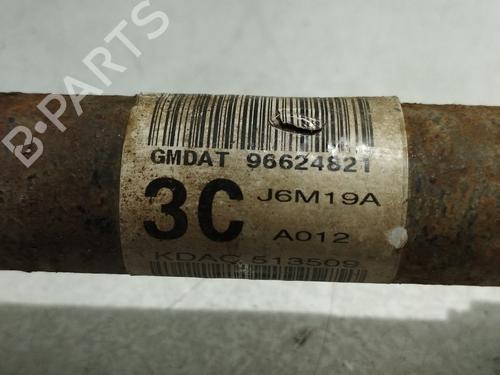 B-PARTS
GMDAT 96624821
3C J6M19A
A012
KDAC 513509